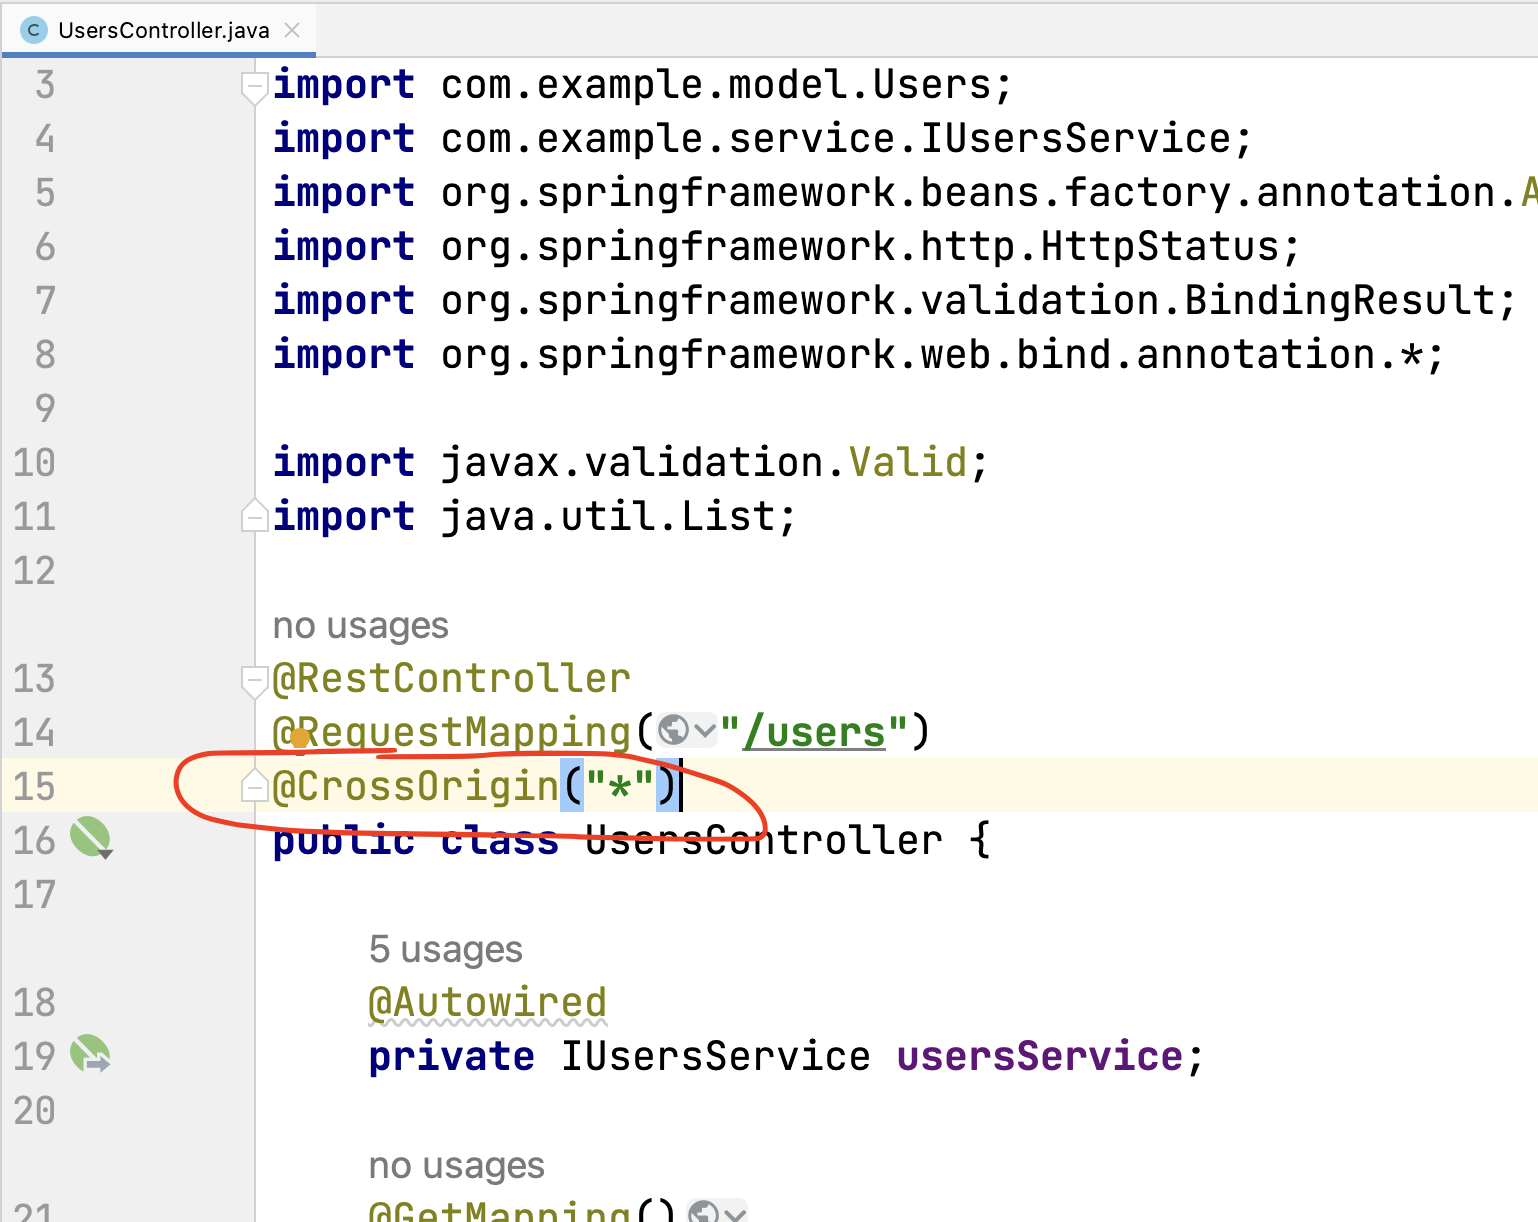 C UsersController.java
3 import com.example.model.Users;
4 import com.example.service.IUsersService;
5 import org.springframework.beans.factory.annotation.A
6 import org.springframework.http.HttpStatus;
7 import org.springframework.validation.BindingResult;
8 import org.springframework.web.bind.annotation.*;
9
10 import javax.validation.Valid;
11 import java.util.List;
12
no usages
13 @RestController
14 @RequestMapping("/users")
15 @CrossOrigin("*")
16 public class UsersController {
17
5 usages
18 @Autowired
19 private IUsersService usersService;
20
no usages
21 @GetMapping()